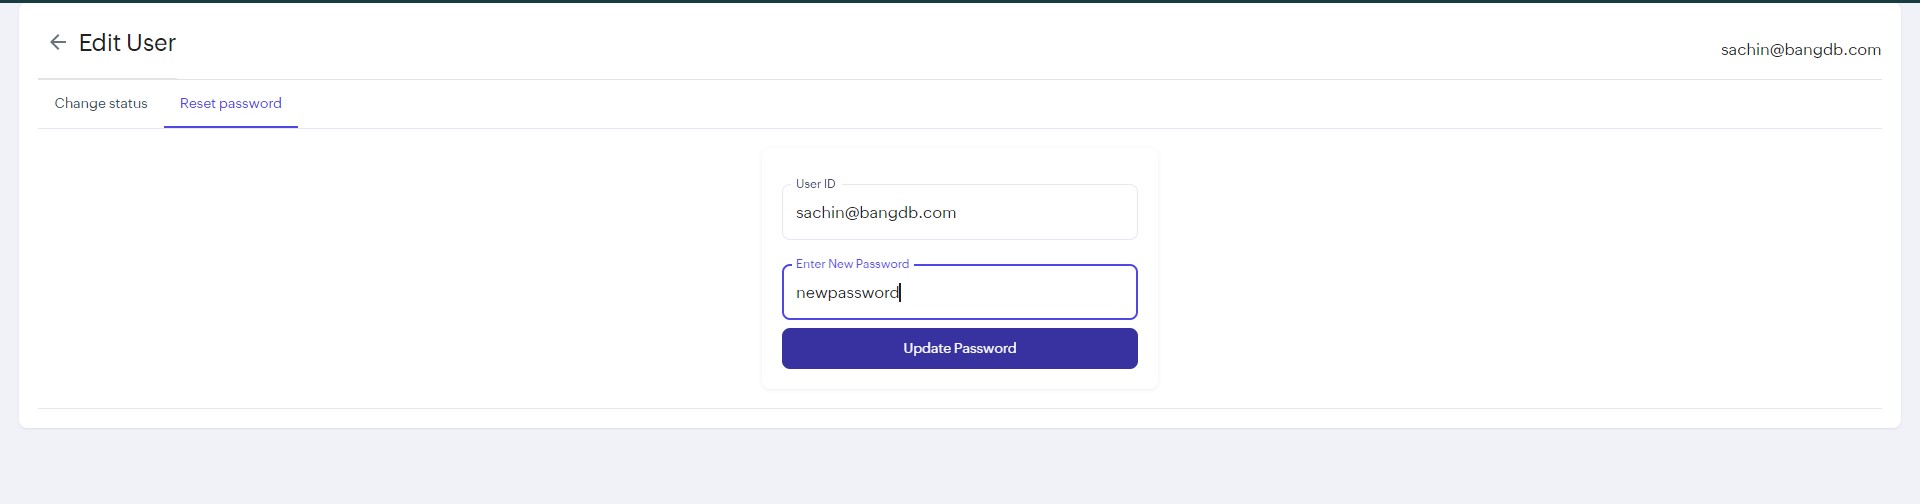 Edit User
sachin@bangdb.com
Change status
Reset password
User ID
sachin@bangdb.com
Enter New Password
newpassword
Update Password